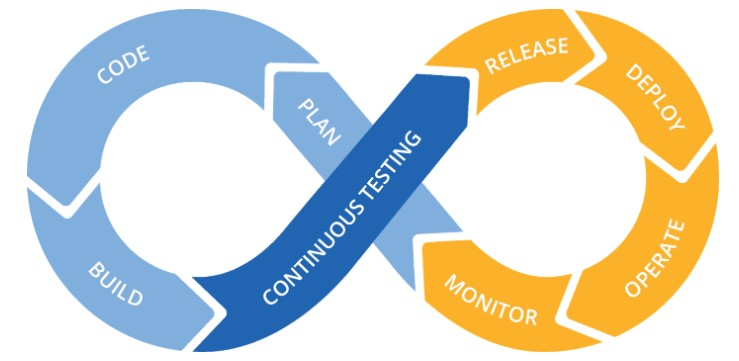 CODE
PLAN
BUILD
CONTINUOUS TESTING
RELEASE
DEPLOY
OPERATE
MONITOR